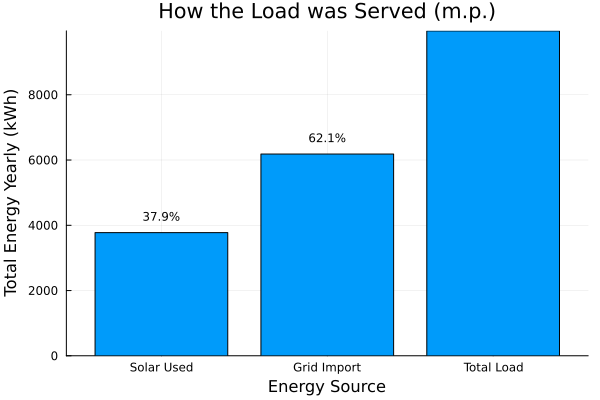 How the Load was Served (m.p.)
Total Energy Yearly (kWh)
8000
6000
4000
2000
0
37.9%
62.1%
Solar Used
Grid Import
Total Load
Energy Source